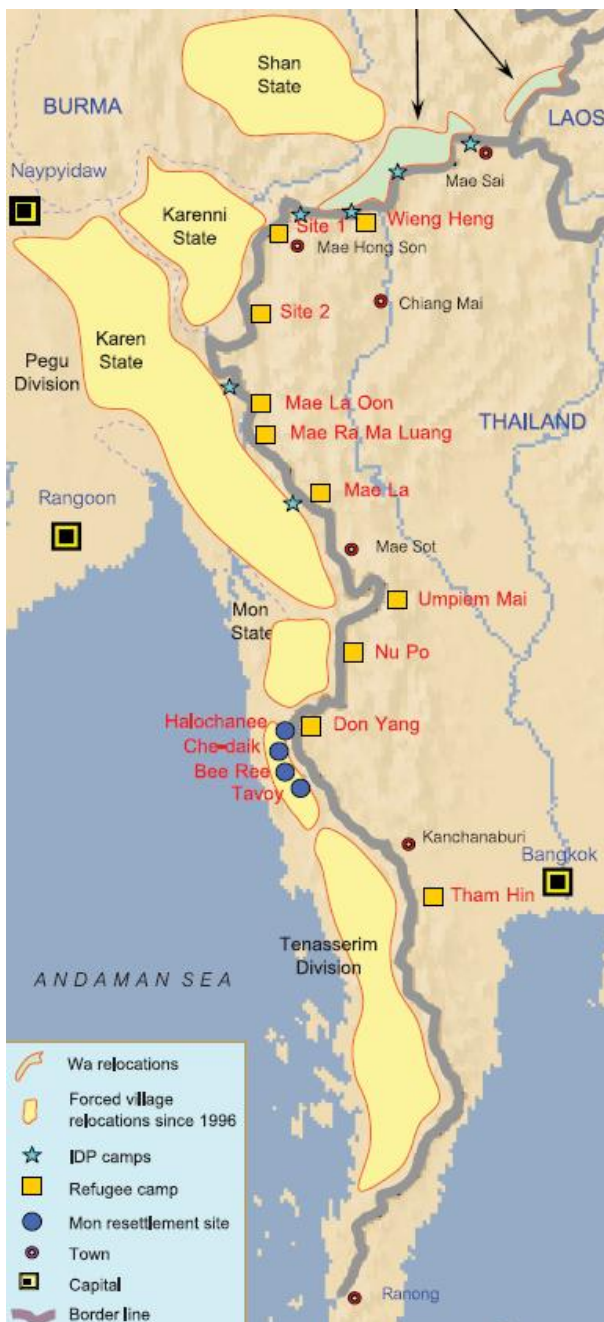 Shan
State
BURMA
LAOS
Naypyidaw
Mae Sai
Karenni
State
Site 1
Wieng Heng
Mae Hong Son
Site 2
Chiang Mai
Karen
State
Pegu
Division
Mae La Oon
THAILAND
Mae Ra Ma Luang
Rangoon
Mae La
Mae Sot
Mon
State
Umpiem Mai
Nu Po
Halochanee
Don Yang
Che-daik
Bee Ree
Tavoy
Kanchanaburi
Bangkok
Tham Hin
Tenasserim
Division
ANDAMAN SEA
Wa relocations
Forced village
relocations since 1996
IDP camps
Refugee camp
Mon resettlement site
Town
Capital
Border line
Ranong